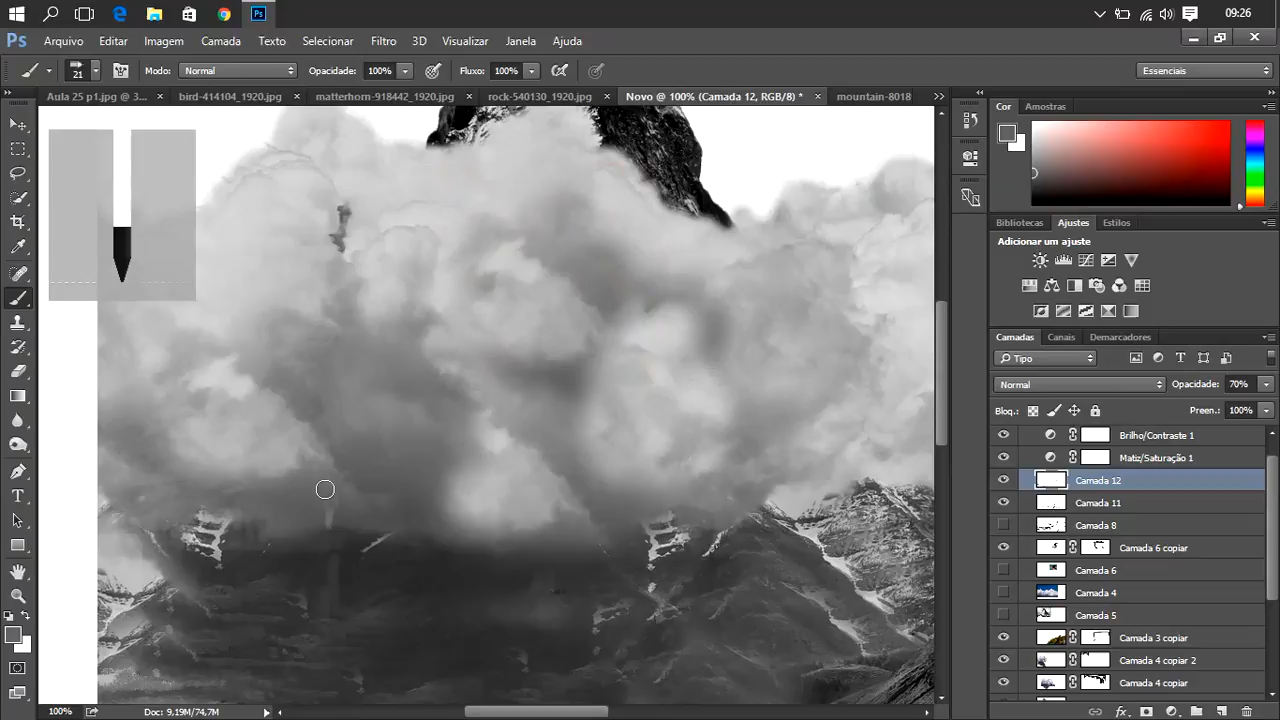 Ps
09:26
Ps
Arquivo Editar Imagem Camada Texto Selecionar Filtro 3D Visualizar Janela Ajuda
21 Modo: Normal Opacidade: 100% Fluxo: 100% Essenciais
Aula 25 p1.jpg @ 3... × bird-414104_1920.jpg × matterhorn-918442_1920.jpg × rock-540130_1920.jpg × Novo @ 100% (Camada 12, RGB/8) * × mountain-8018
Cor Amostras
Bibliotecas Ajustes Estilos
Adicionar um ajuste
Camadas Canais Demarcadores
Tipo
Normal Opacidade: 70%
Bloq.: Preen.: 100%
Brilho/Contraste 1
Matiz/Saturação 1
Camada 12
Camada 11
Camada 8
Camada 6 copiar
Camada 6
Camada 4
Camada 5
Camada 3 copiar
Camada 4 copiar 2
Camada 4 copiar
100% Doc: 9,19M/74,7M
fx